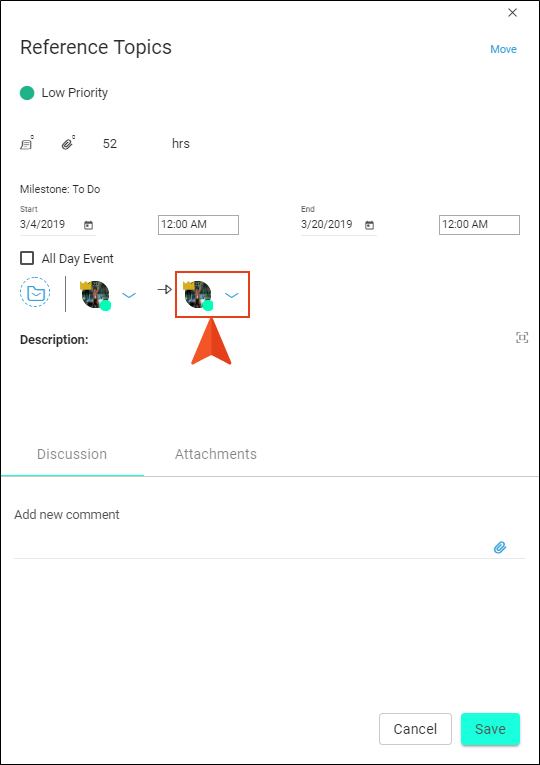 Reference Topics
Move
Low Priority
52 hrs
Milestone: To Do
Start
End
3/4/2019 12:00 AM 3/20/2019 12:00 AM
All Day Event
Description:
Discussion Attachments
Add new comment
Cancel Save